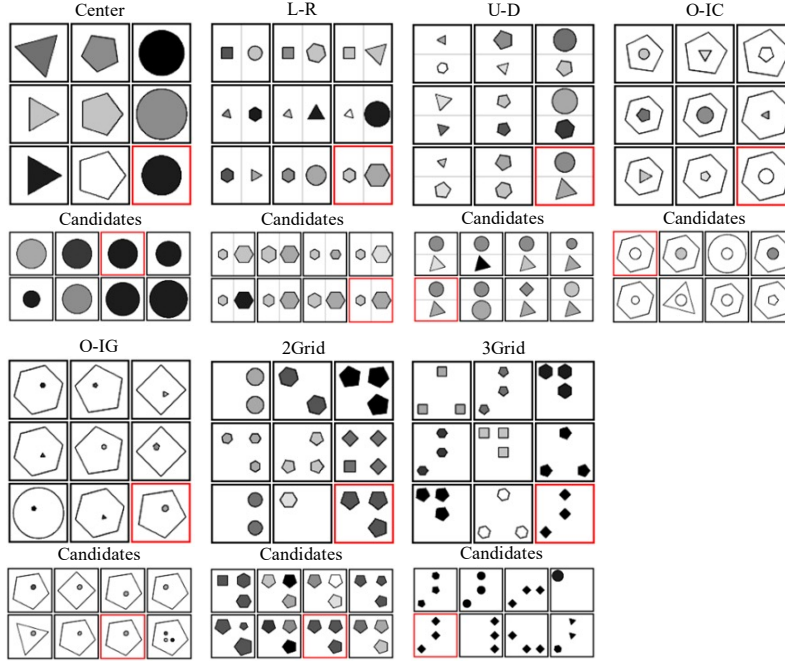 Center
L-R
U-D
O-IC
Candidates
Candidates
Candidates
Candidates
O-IG
2Grid
3Grid
Candidates
Candidates
Candidates